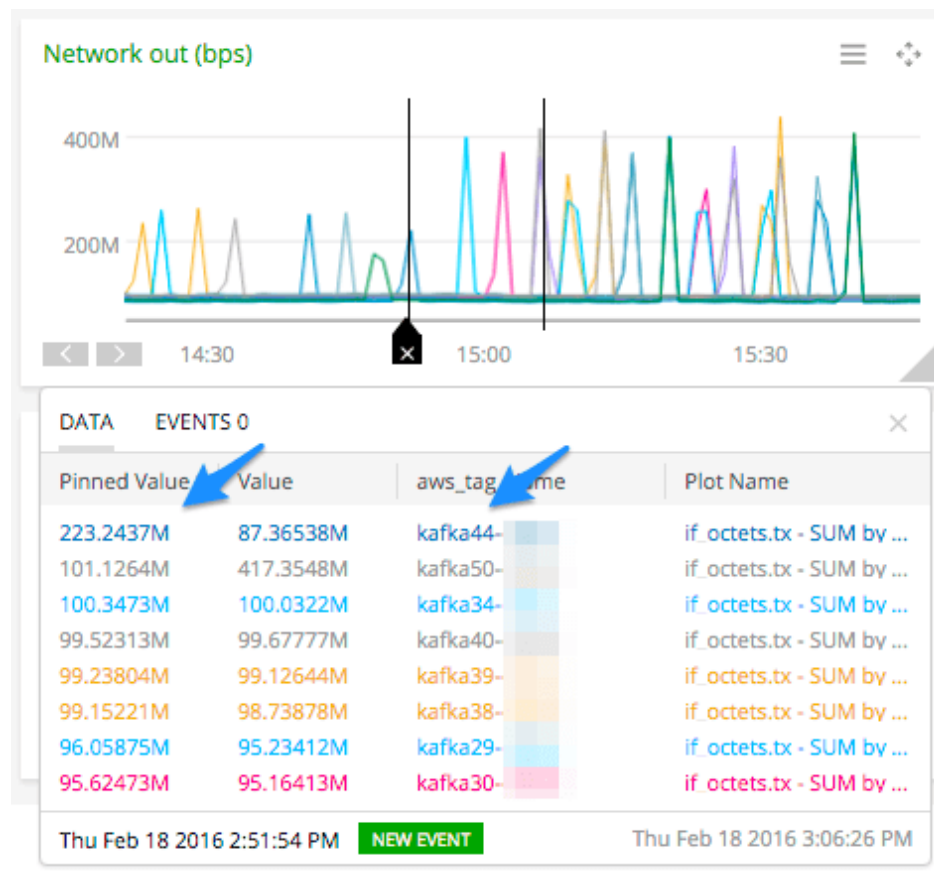 Network out (bps)
400M
200M
14:30 15:00 15:30
DATA EVENTS 0
Pinned Value Value aws_tag Plot Name
223.2437M 87.36538M kafka44- if_octets.tx - SUM by ...
101.1264M 417.3548M kafka50- if_octets.tx - SUM by ...
100.3473M 100.0322M kafka34- if_octets.tx - SUM by ...
99.52313M 99.67777M kafka40- if_octets.tx - SUM by ...
99.23804M 99.12644M kafka39- if_octets.tx - SUM by ...
99.15221M 98.73878M kafka38- if_octets.tx - SUM by ...
96.05875M 95.23412M kafka29- if_octets.tx - SUM by ...
95.62473M 95.16413M kafka30- if_octets.tx - SUM by ...
Thu Feb 18 2016 2:51:54 PM NEW EVENT Thu Feb 18 2016 3:06:26 PM